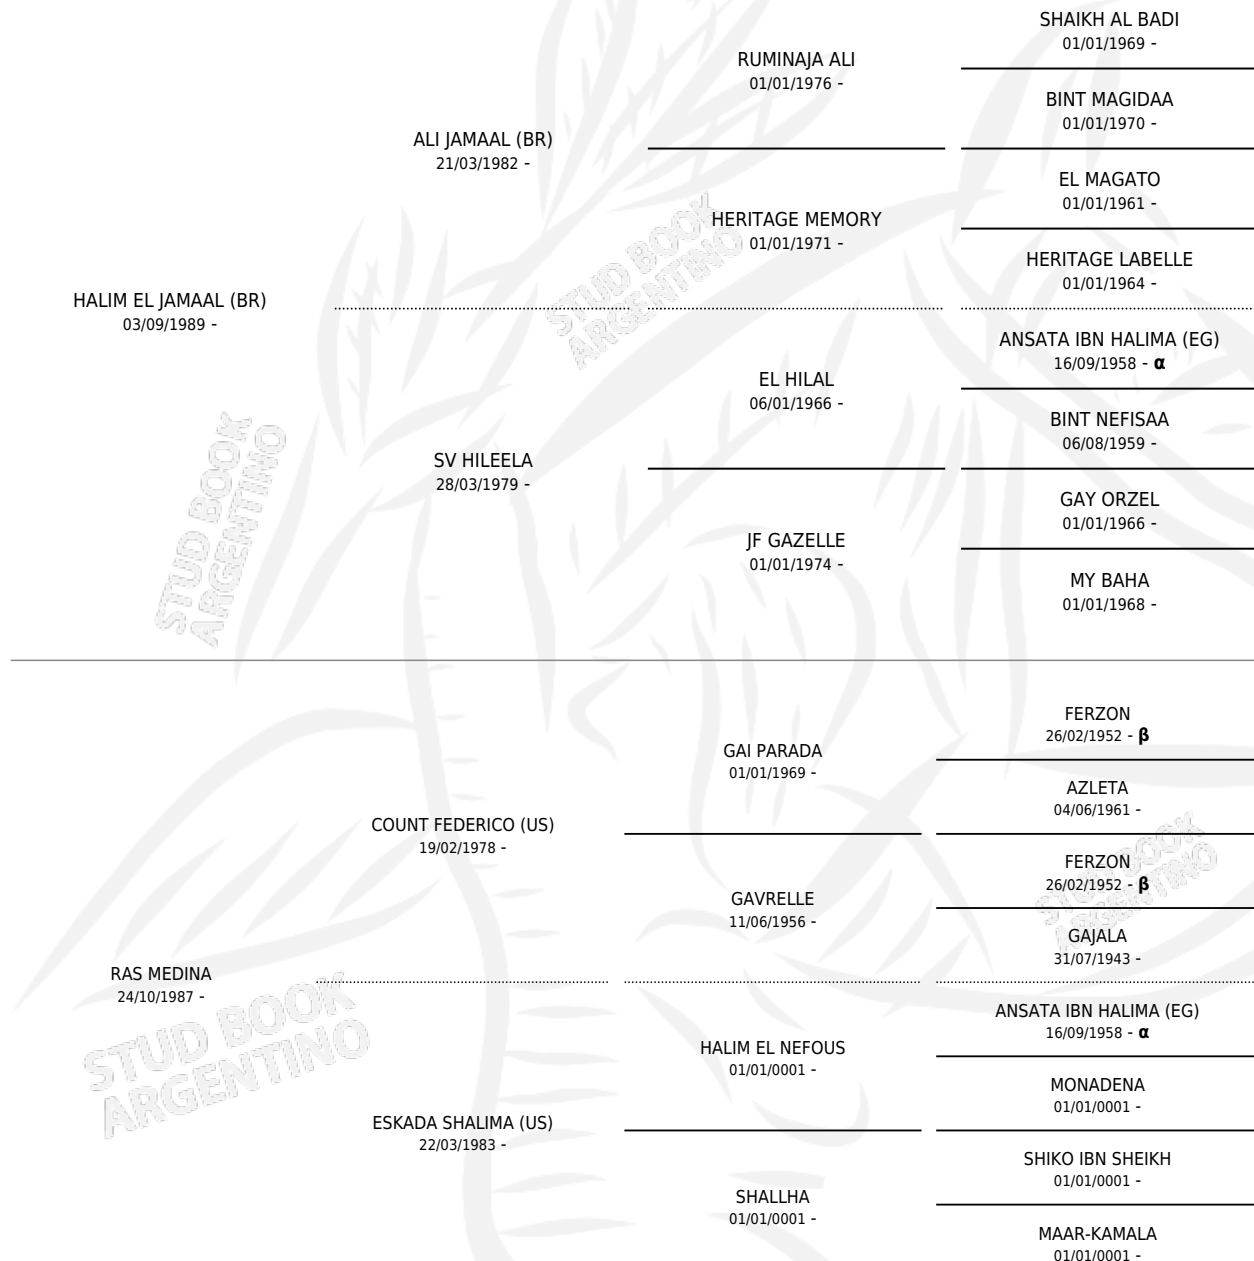 SHAIKH AL BADI
01/01/1969 -
RUMINAJA ALI
01/01/1976 -
BINT MAGIDAA
01/01/1970 -
ALI JAMAAL (BR)
21/03/1982 -
EL MAGATO
01/01/1961 -
HERITAGE MEMORY
01/01/1971 -
HERITAGE LABELLE
01/01/1964 -
HALIM EL JAMAAL (BR)
03/09/1989 -
ANSATA IBN HALIMA (EG)
16/09/1958 - α
EL HILAL
06/01/1966 -
BINT NEFISAA
06/08/1959 -
SV HILEELA
28/03/1979 -
GAY ORZEL
01/01/1966 -
JF GAZELLE
01/01/1974 -
MY BAHA
01/01/1968 -
FERZON
26/02/1952 - β
GAI PARADA
01/01/1969 -
AZLETA
04/06/1961 -
COUNT FEDERICO (US)
19/02/1978 -
FERZON
26/02/1952 - β
GAVRELLE
11/06/1956 -
GAJALA
31/07/1943 -
RAS MEDINA
24/10/1987 -
ANSATA IBN HALIMA (EG)
16/09/1958 - α
HALIM EL NEFOUS
01/01/0001 -
MONADENA
01/01/0001 -
ESKADA SHALIMA (US)
22/03/1983 -
SHIKO IBN SHEIKH
01/01/0001 -
SHALLHA
01/01/0001 -
MAAR-KAMALA
01/01/0001 -
STUD BOOK
ARGENTINO
STUD BOOK
ARGENTINO
STUD BOOK
ARGENTINO
STUD BOOK
ARGENTINO